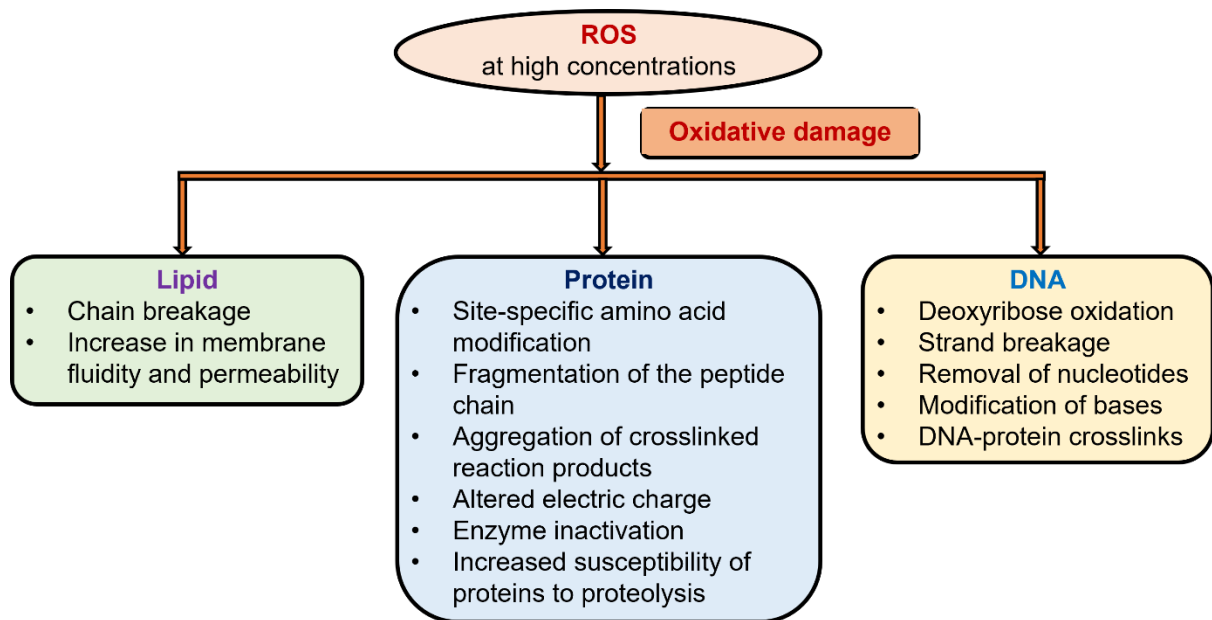 ROS
at high concentrations
Oxidative damage
Lipid
• Chain breakage
• Increase in membrane
fluidity and permeability
Protein
• Site-specific amino acid
modification
• Fragmentation of the peptide
chain
• Aggregation of crosslinked
reaction products
• Altered electric charge
• Enzyme inactivation
• Increased susceptibility of
proteins to proteolysis
DNA
• Deoxyribose oxidation
• Strand breakage
• Removal of nucleotides
• Modification of bases
• DNA-protein crosslinks